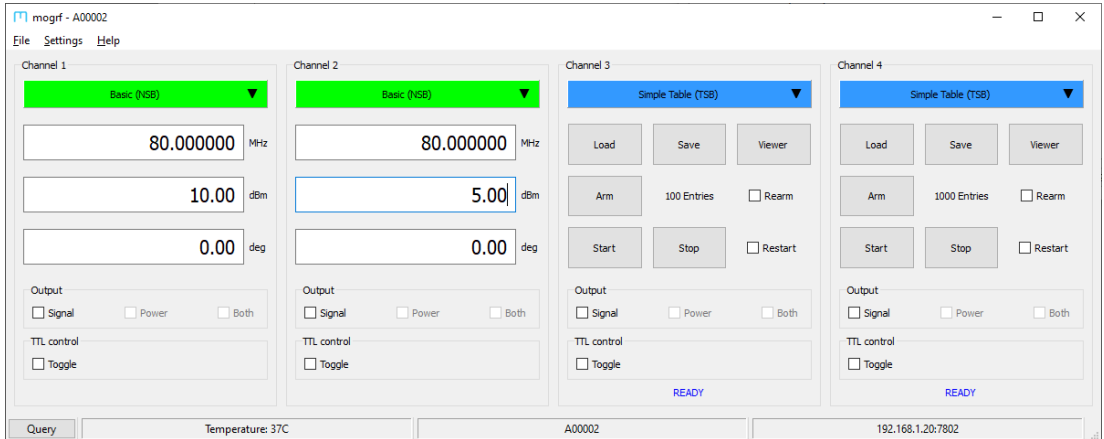 mogrf - A00002
File Settings Help
Channel 1
Basic (NSB)
80.000000 MHz
10.00 dBm
0.00 deg
Output
Signal Power Both
TTL control
Toggle
Channel 2
Basic (NSB)
80.000000 MHz
5.00 dBm
0.00 deg
Output
Signal Power Both
TTL control
Toggle
Channel 3
Simple Table (TSB)
Load Save Viewer
Arm 100 Entries Rearm
Start Stop Restart
Output
Signal Power Both
TTL control
Toggle
READY
Channel 4
Simple Table (TSB)
Load Save Viewer
Arm 1000 Entries Rearm
Start Stop Restart
Output
Signal Power Both
TTL control
Toggle
READY
Query Temperature: 37C A00002 192.168.1.20:7802